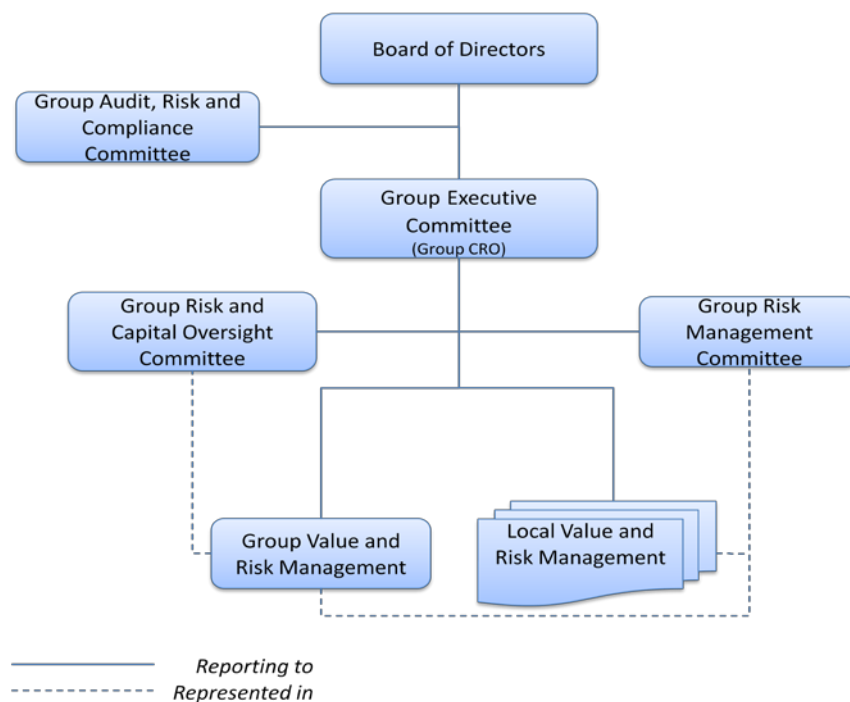 Board of Directors
Group Audit, Risk and
Compliance
Committee
Group Executive
Committee
(Group CRO)
Group Risk and
Capital Oversight
Committee
Group Risk
Management
Committee
Group Value and
Risk Management
Local Value and
Risk Management
Reporting to
Represented in